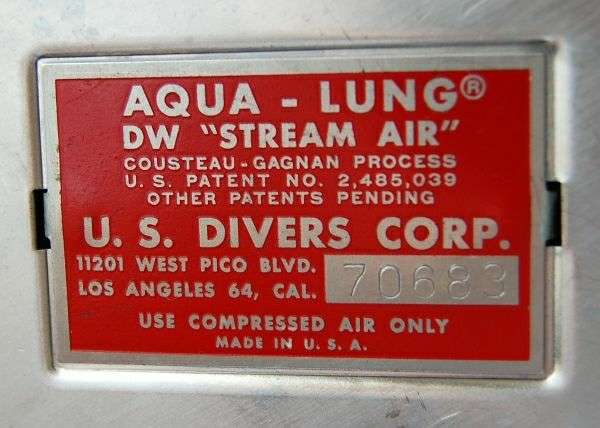 AQUA - LUNG®
DW "STREAM AIR"
COUSTEAU-GAGNAN PROCESS
U. S. PATENT NO. 2,485,039
OTHER PATENTS PENDING
U. S. DIVERS CORP.
11201 WEST PICO BLVD.
LOS ANGELES 64, CAL.
70683
USE COMPRESSED AIR ONLY
MADE IN U. S. A.